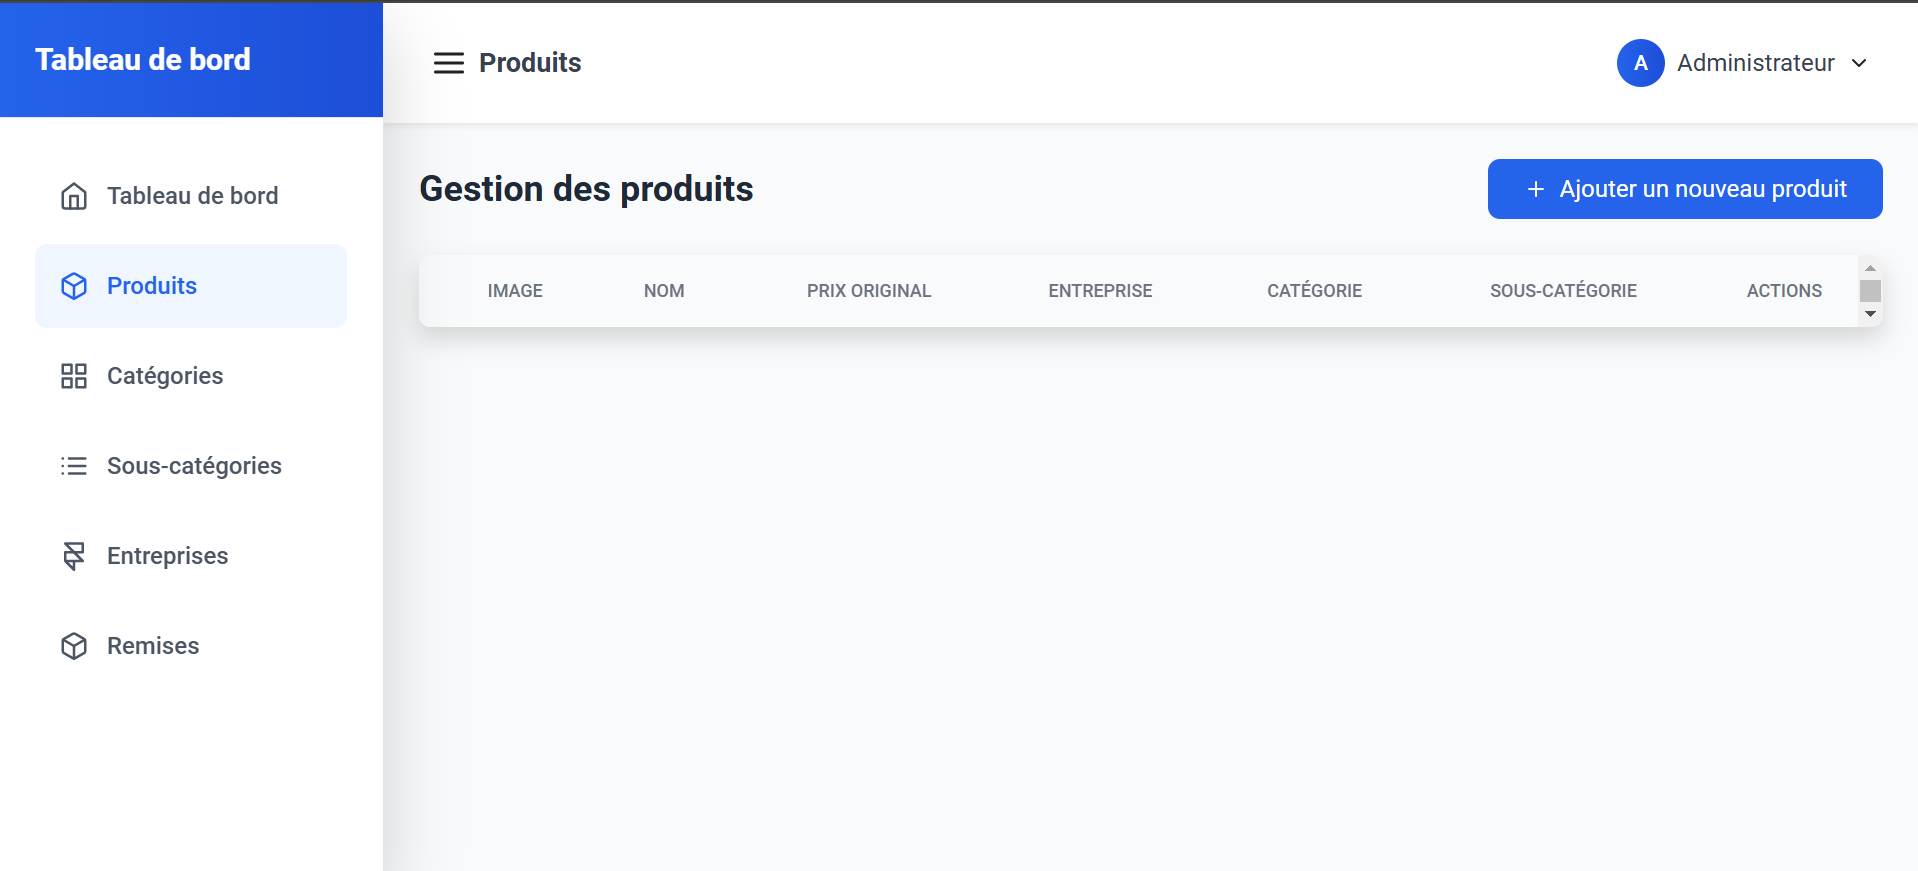 Tableau de bord
Produits
A Administrateur
Tableau de bord
Produits
Catégories
Sous-catégories
Entreprises
Remises
Gestion des produits
+ Ajouter un nouveau produit
IMAGE NOM PRIX ORIGINAL ENTREPRISE CATÉGORIE SOUS-CATÉGORIE ACTIONS